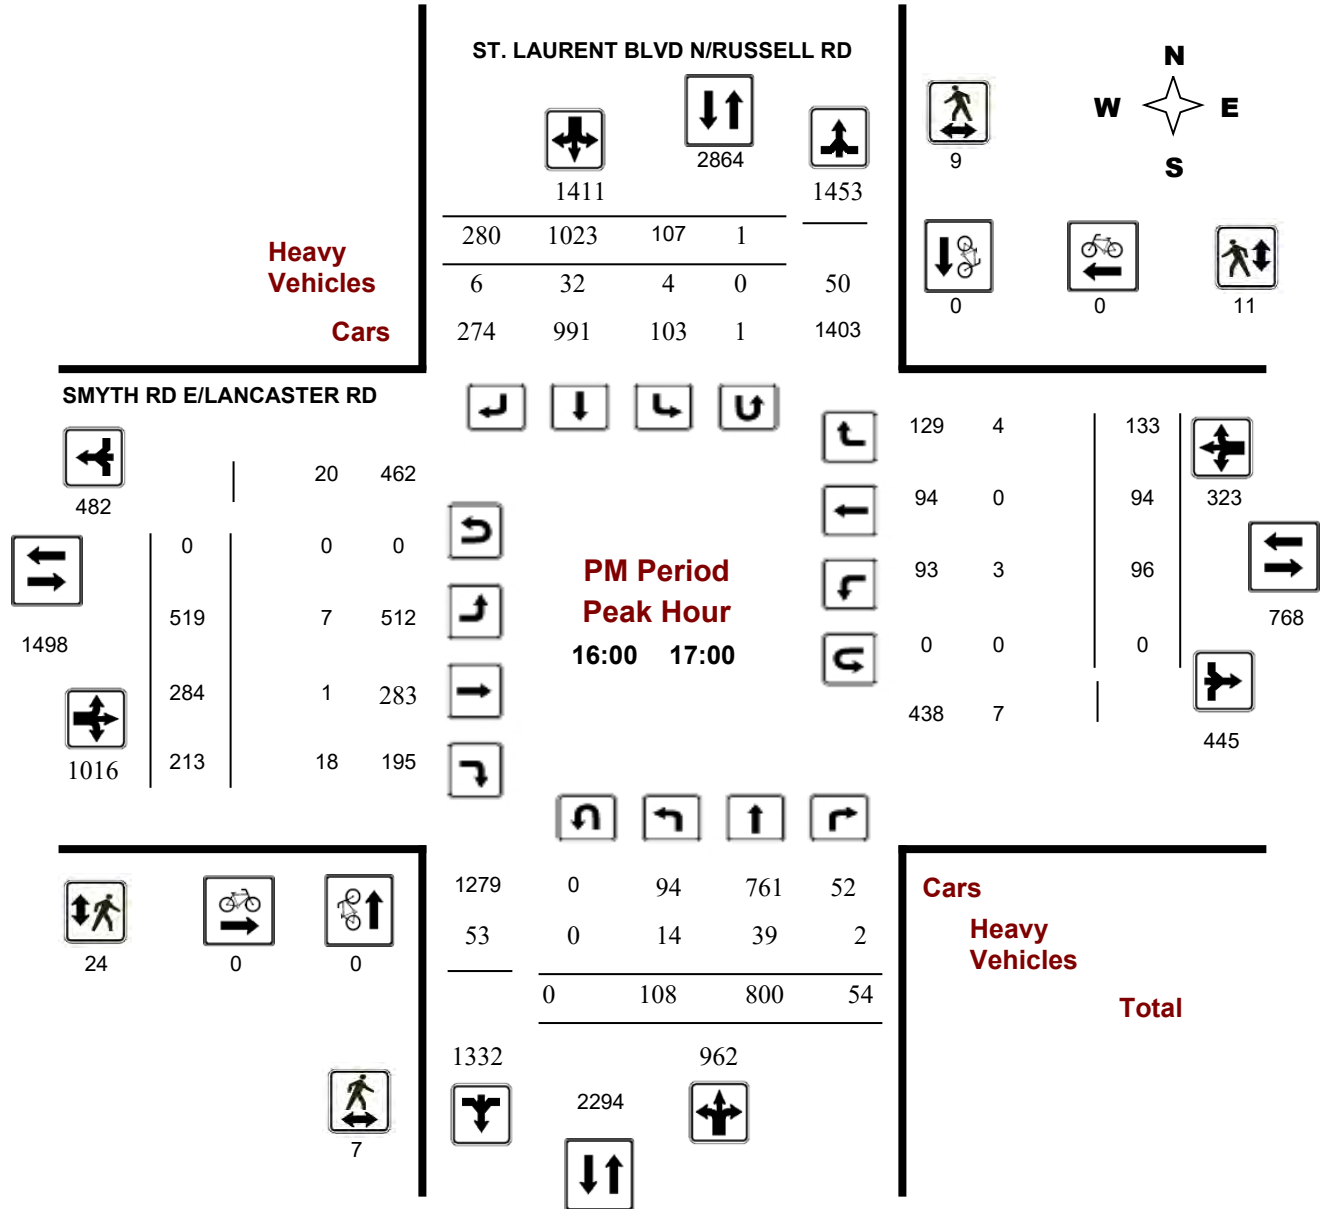 ST. LAURENT BLVD N/RUSSELL RD
N
W E
S
2864
9
1411 1453
280 1023 107 1
Heavy
Vehicles
6 32 4 0 50
0 0 11
Cars
274 991 103 1 1403
SMYTH RD E/LANCASTER RD
129 4 133
20 462
482
94 0 94 323
0 0 0
PM Period
93 3 96
Peak Hour
519 7 512
768
1498
16:00 17:00
0 0 0
284 1 283
438 7
445
1016 213 18 195
1279 0 94 761 52
Cars
53 0 14 39 2
Heavy
Vehicles
24 0 0
0 108 800 54
Total
1332 962
2294
7